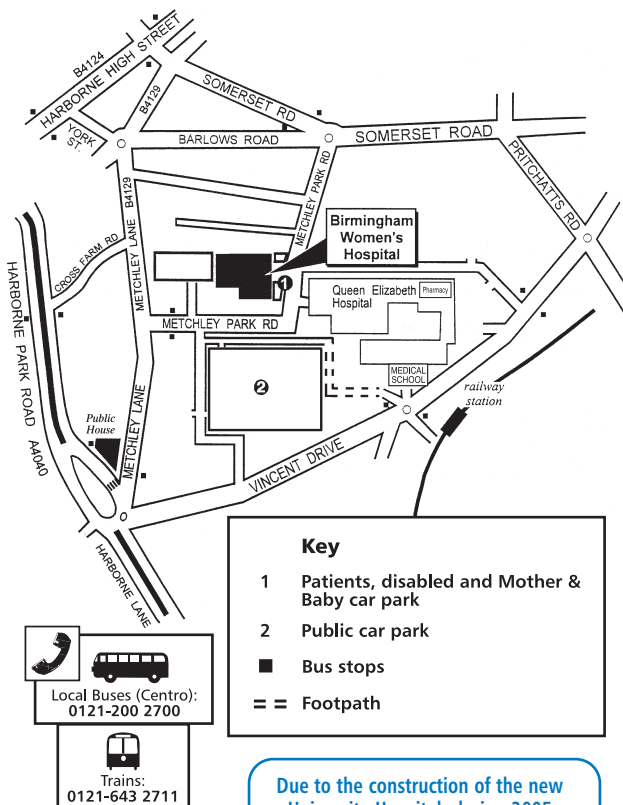 B4124
HARBORNE HIGH STREET
B4129
SOMERSET RD
YORK
ST.
BARLOWS ROAD
SOMERSET ROAD
PRITCHATTS RD
METCHLEY PARK RD
B4129
METCHLEY LANE
CROSS FARM RD
HARBORNE PARK ROAD A4040
Birmingham
Women's
Hospital
1
Queen Elizabeth
Hospital
Pharmacy
METCHLEY PARK RD
MEDICAL
SCHOOL
2
railway
station
Public
House
METCHLEY LANE
VINCENT DRIVE
HARBORNE LANE
Key
1 Patients, disabled and Mother &
Baby car park
2 Public car park
Bus stops
Footpath
Local Buses (Centro):
0121-200 2700
Trains:
0121-643 2711
Due to the construction of the new